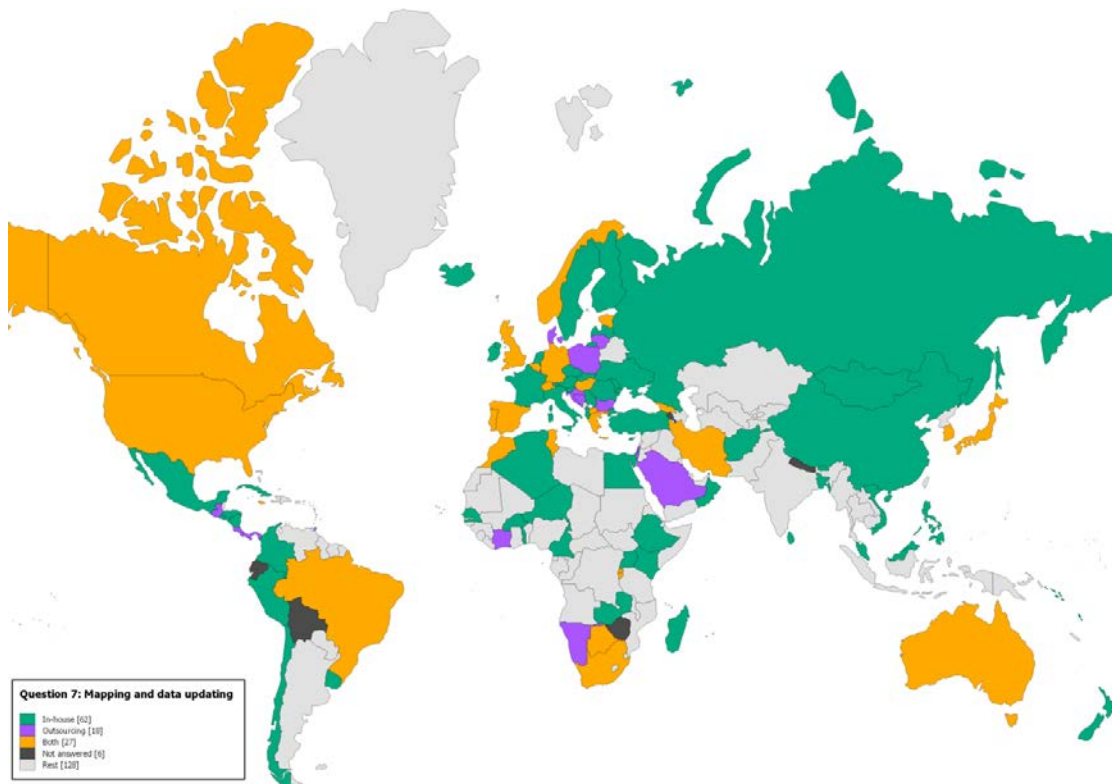 Question 7: Mapping and data updating
In-house [62]
Outsourcing [18]
Both [27]
Not answered [6]
Rest [128]